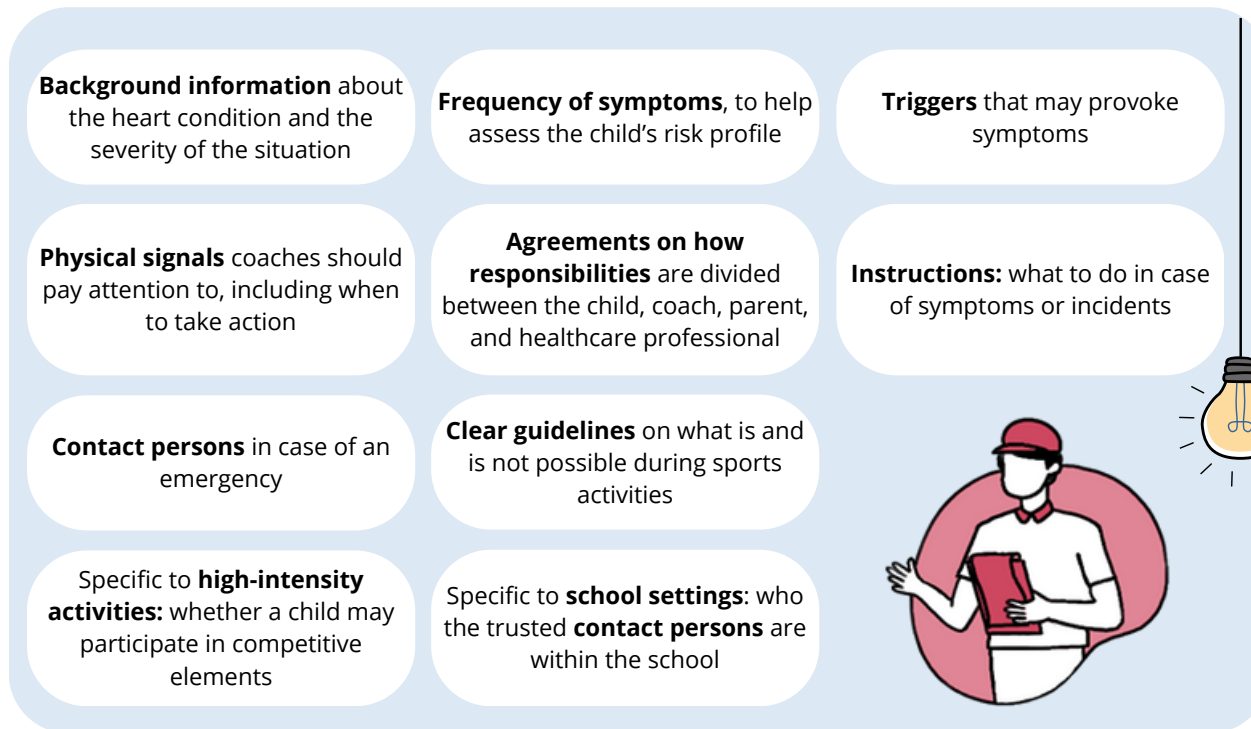 Background information about
the heart condition and the
severity of the situation
Frequency of symptoms, to help
assess the child’s risk profile
Triggers that may provoke
symptoms
Physical signals coaches should
pay attention to, including when
to take action
Agreements on how
responsibilities are divided
between the child, coach, parent,
and healthcare professional
Instructions: what to do in case
of symptoms or incidents
Contact persons in case of an
emergency
Clear guidelines on what is and
is not possible during sports
activities
Specific to high-intensity
activities: whether a child may
participate in competitive
elements
Specific to school settings: who
the trusted contact persons are
within the school